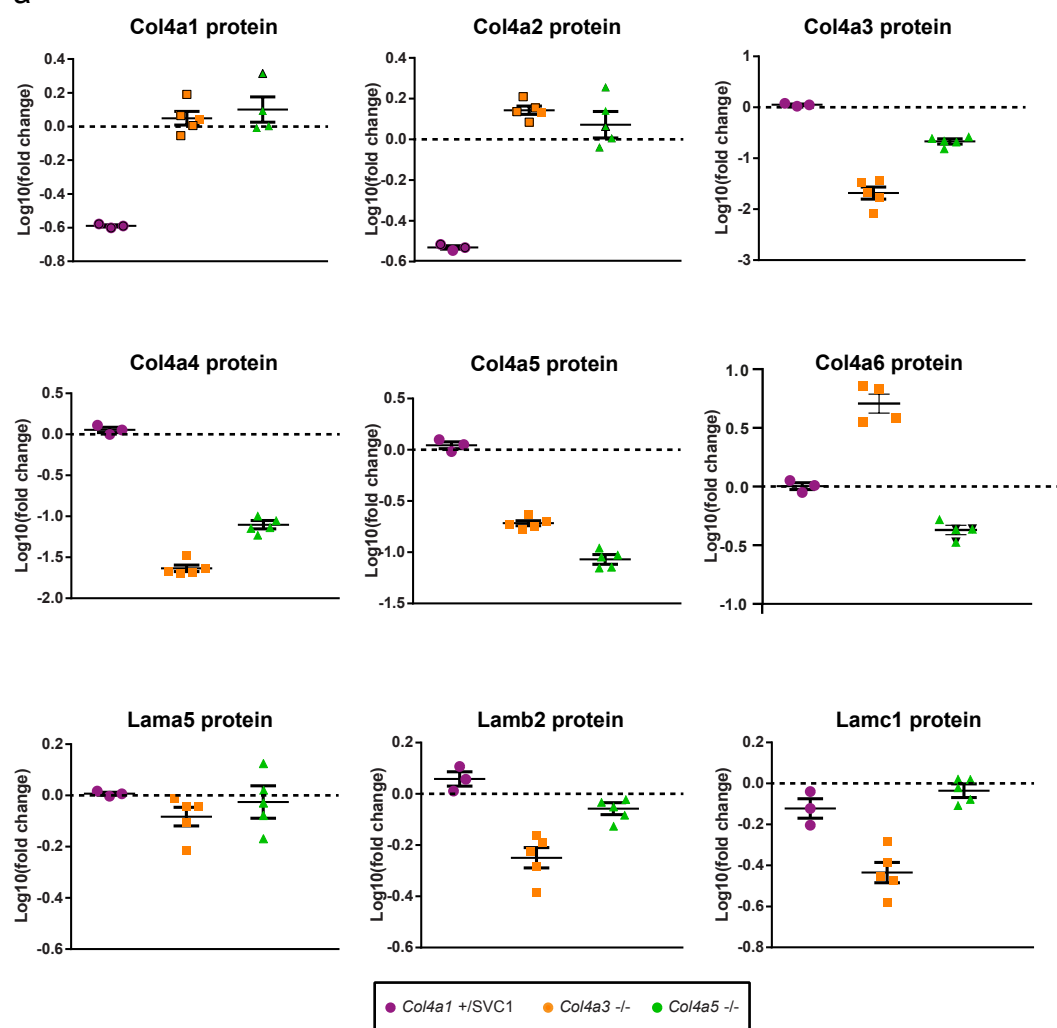 a
Col4a1 protein
Log10(fold change)
0.4
0.2
0.0
-0.2
-0.4
-0.6
-0.8
Col4a2 protein
Log10(fold change)
0.4
0.2
0.0
-0.2
-0.4
-0.6
Col4a3 protein
Log10(fold change)
1
0
-1
-2
-3
Col4a4 protein
Log10(fold change)
0.5
0.0
-0.5
-1.0
-1.5
-2.0
Col4a5 protein
Log10(fold change)
0.5
0.0
-0.5
-1.0
-1.5
Col4a6 protein
Log10(fold change)
1.0
0.5
0.0
-0.5
-1.0
Lama5 protein
Log10(fold change)
0.2
0.0
-0.2
-0.4
-0.6
Lamb2 protein
Log10(fold change)
0.2
0.0
-0.2
-0.4
-0.6
Lamc1 protein
Log10(fold change)
0.2
0.0
-0.2
-0.4
-0.6
-0.8
Col4a1 +/SVC1 Col4a3 -/- Col4a5 -/-